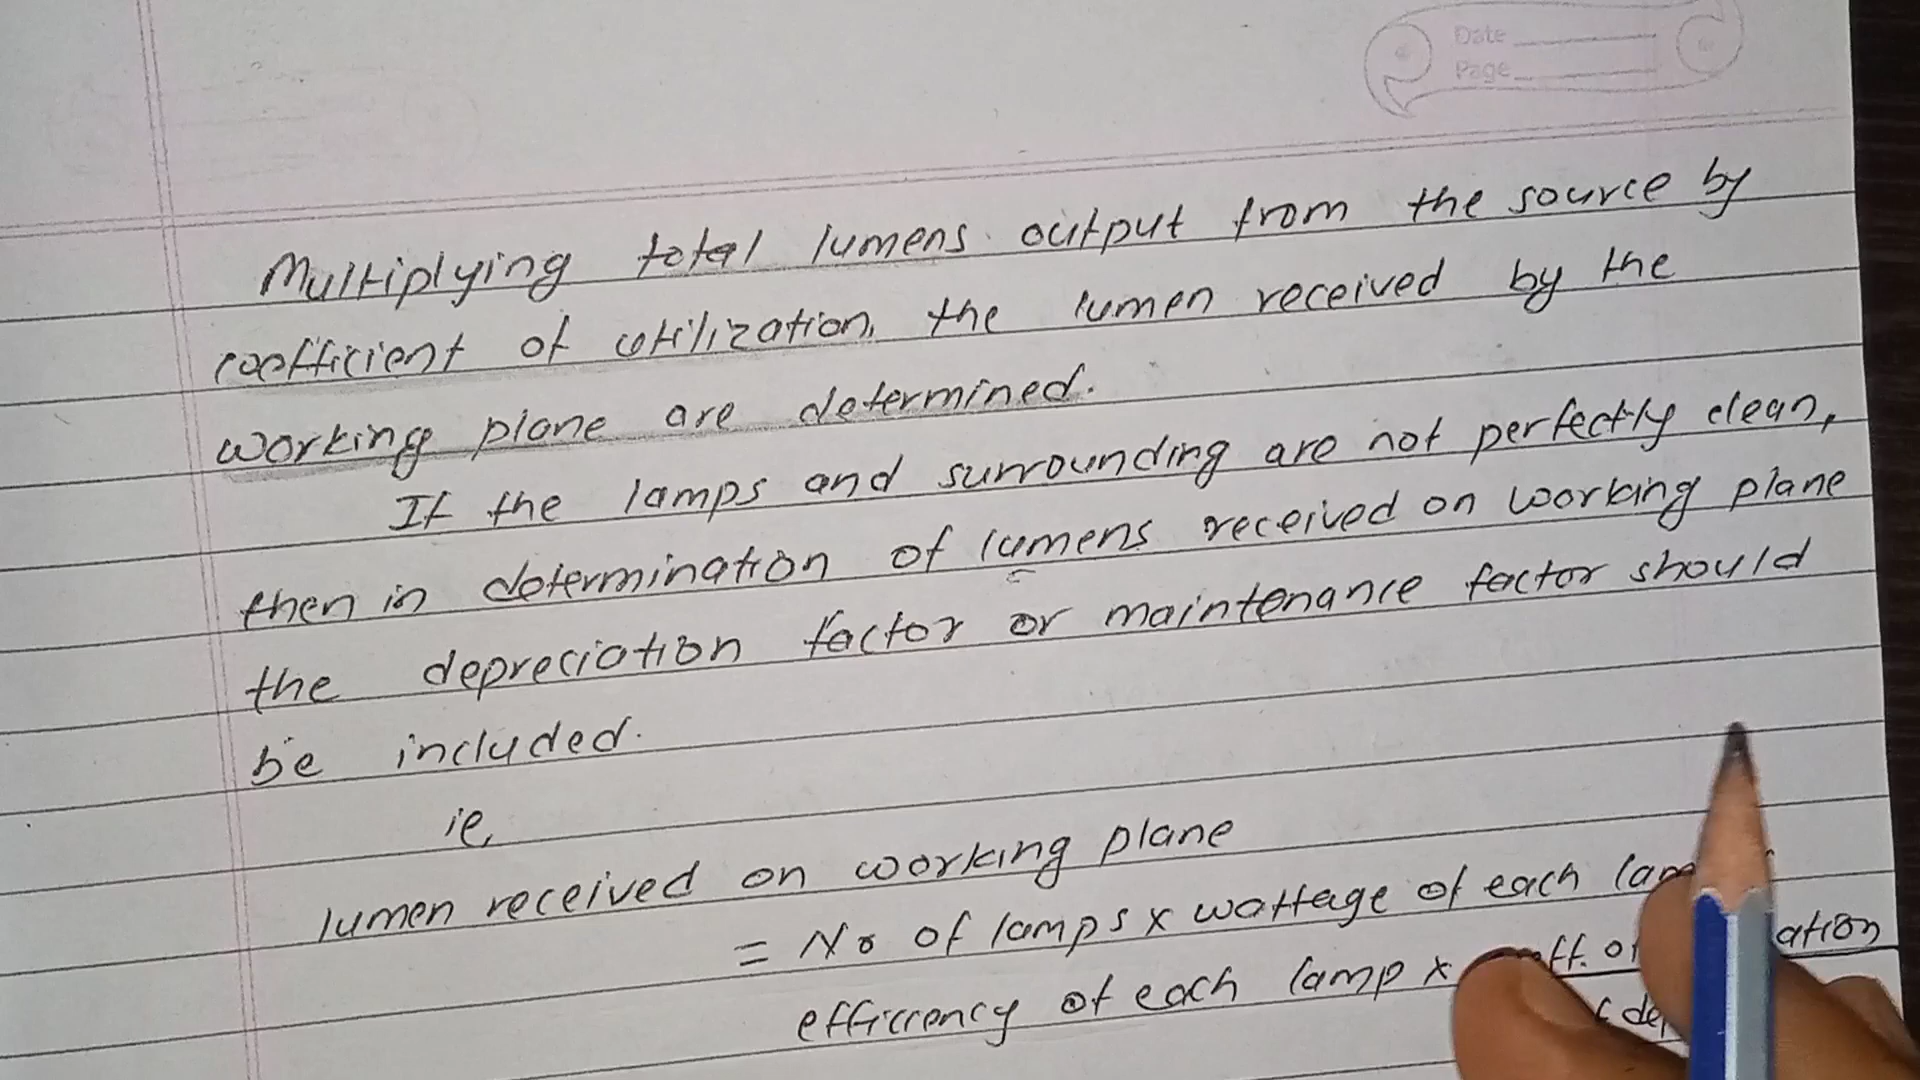 Date
Page
Multiplying total lumens output from the source by
coefficient of utilization, the lumen received by the
working plane are determined.
If the lamps and surrounding are not perfectly clean,
then in determination of lumens received on working plane
the depreciation factor or maintenance factor should
be included.
ie,
lumen received on working plane
= No of lamps x wattage of each
efficiency of each lamp x